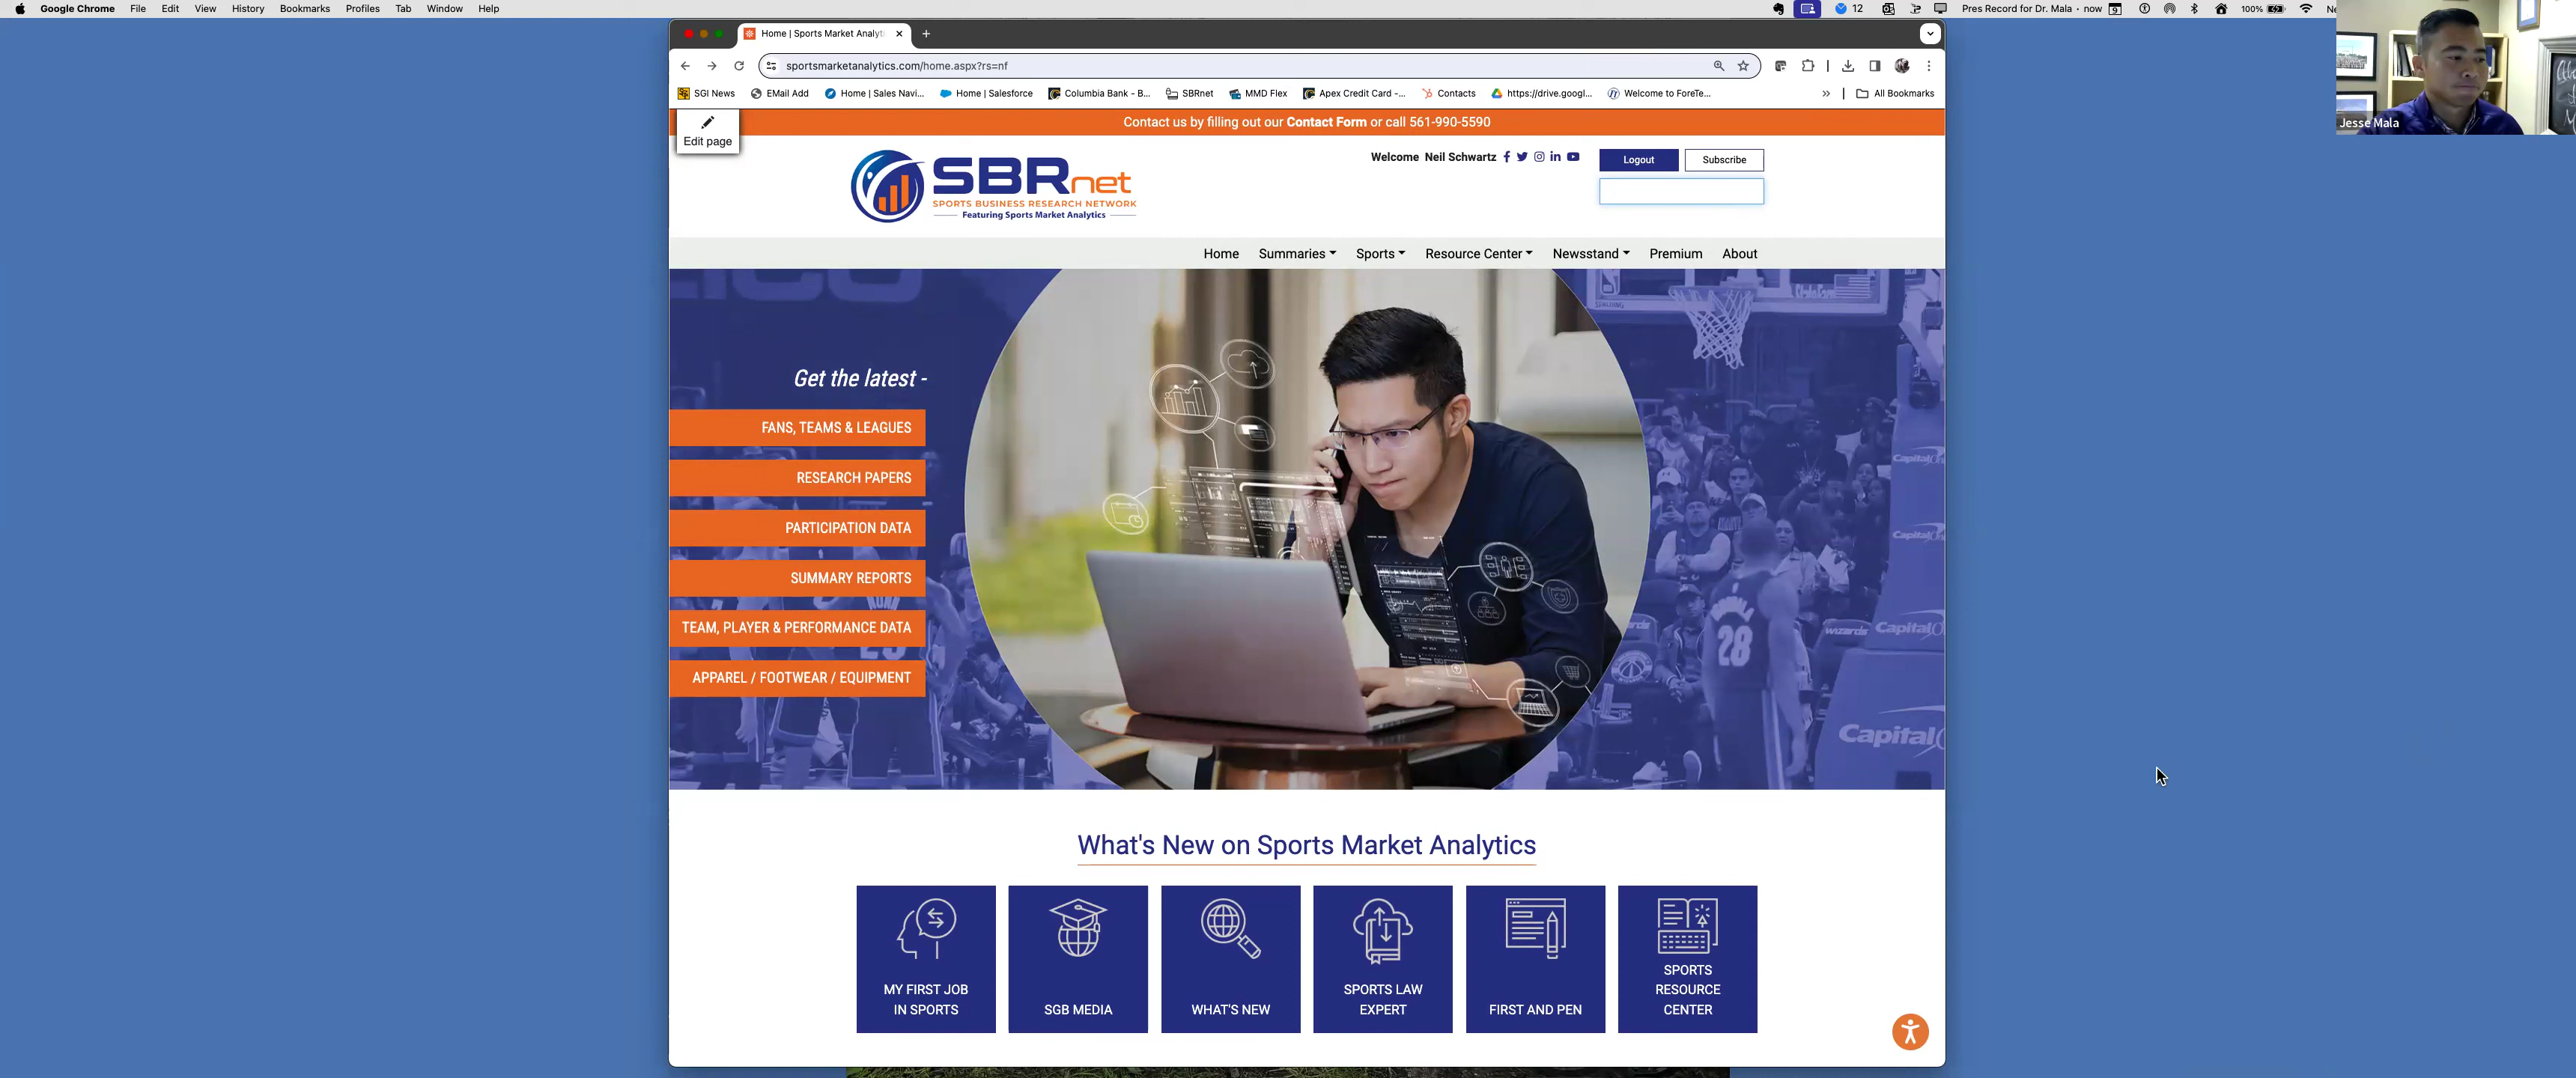 Google Chrome File Edit View History Bookmarks Profiles Tab Window Help
12 Pres Record for Dr. Mala • now 9 100%
Home | Sports Market Analyt
sportsmarketanalytics.com/home.aspx?rs=nf
SGI News EMail Add Home | Sales Navi... Home | Salesforce Columbia Bank - B... SBRnet MMD Flex Apex Credit Card -... Contacts https://drive.googl... Welcome to ForeTe... » All Bookmarks
Jesse Mala
Contact us by filling out our Contact Form or call 561-990-5590
Edit page
SBRnet
SPORTS BUSINESS RESEARCH NETWORK
Featuring Sports Market Analytics
Welcome Neil Schwartz
Logout Subscribe
Home Summaries Sports Resource Center Newsstand Premium About
Get the latest -
FANS, TEAMS & LEAGUES
RESEARCH PAPERS
PARTICIPATION DATA
SUMMARY REPORTS
TEAM, PLAYER & PERFORMANCE DATA
APPAREL / FOOTWEAR / EQUIPMENT
SPALDING
28
wizards
Capital
What's New on Sports Market Analytics
MY FIRST JOB
IN SPORTS
SGB MEDIA
WHAT'S NEW
SPORTS LAW
EXPERT
FIRST AND PEN
SPORTS
RESOURCE
CENTER